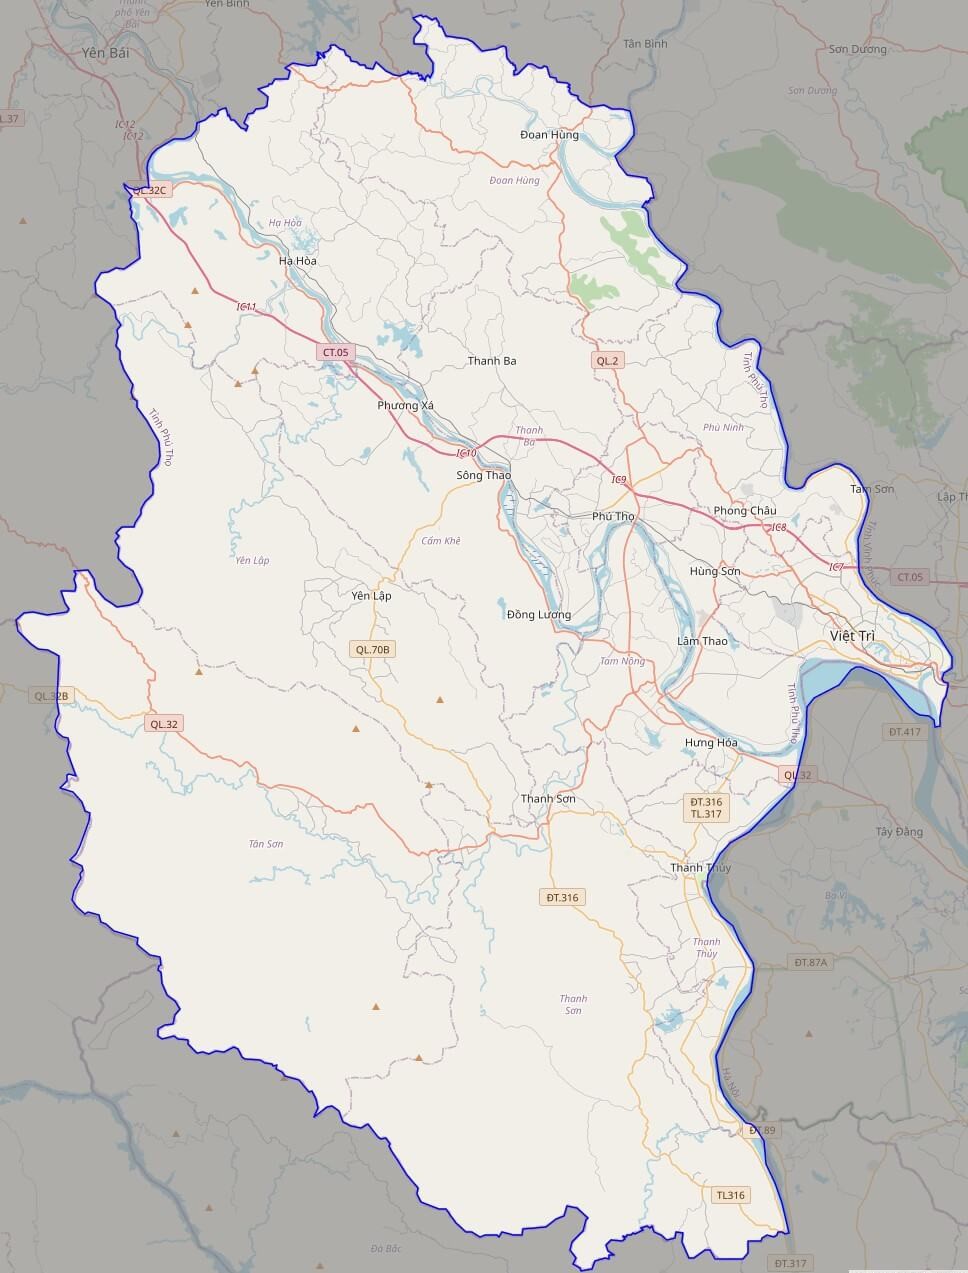 Yên Bình
Thành
phố Yên
Bái
Yên Bái
Tân Bình
Sơn Dương
Sơn Dương
L.37
IC12
IC12
Đoan Hùng
Đoan Hùng
QL.32C
Hạ Hòa
Hạ Hòa
IC11
CT.05
Thanh Ba
QL.2
Tỉnh Phú Thọ
Phương Xá
Tỉnh Phú Thọ
Thanh
Ba
Phù Ninh
IC10
Sông Thao
IC9
Tam Sơn
Lập Th
Phú Thọ
Phong Châu
IC8
Tỉnh Vĩnh Phúc
Cẩm Khê
Yên Lập
IC7
CT.05
Hùng Sơn
Yên Lập
Đồng Lương
Lâm Thao
Việt Trì
QL.70B
Tam Nông
QL.32B
Tỉnh Phú Thọ
QL.32
ĐT.417
Hưng Hóa
QL.32
Thanh Sơn
ĐT.316
TL.317
Tây Đằng
Tân Sơn
Thanh Thủy
ĐT.316
Ba Vì
Thanh
Thủy
ĐT.87A
Thanh
Sơn
Hà Nội
ĐT.89
TL316
Đà Bắc
ĐT.317